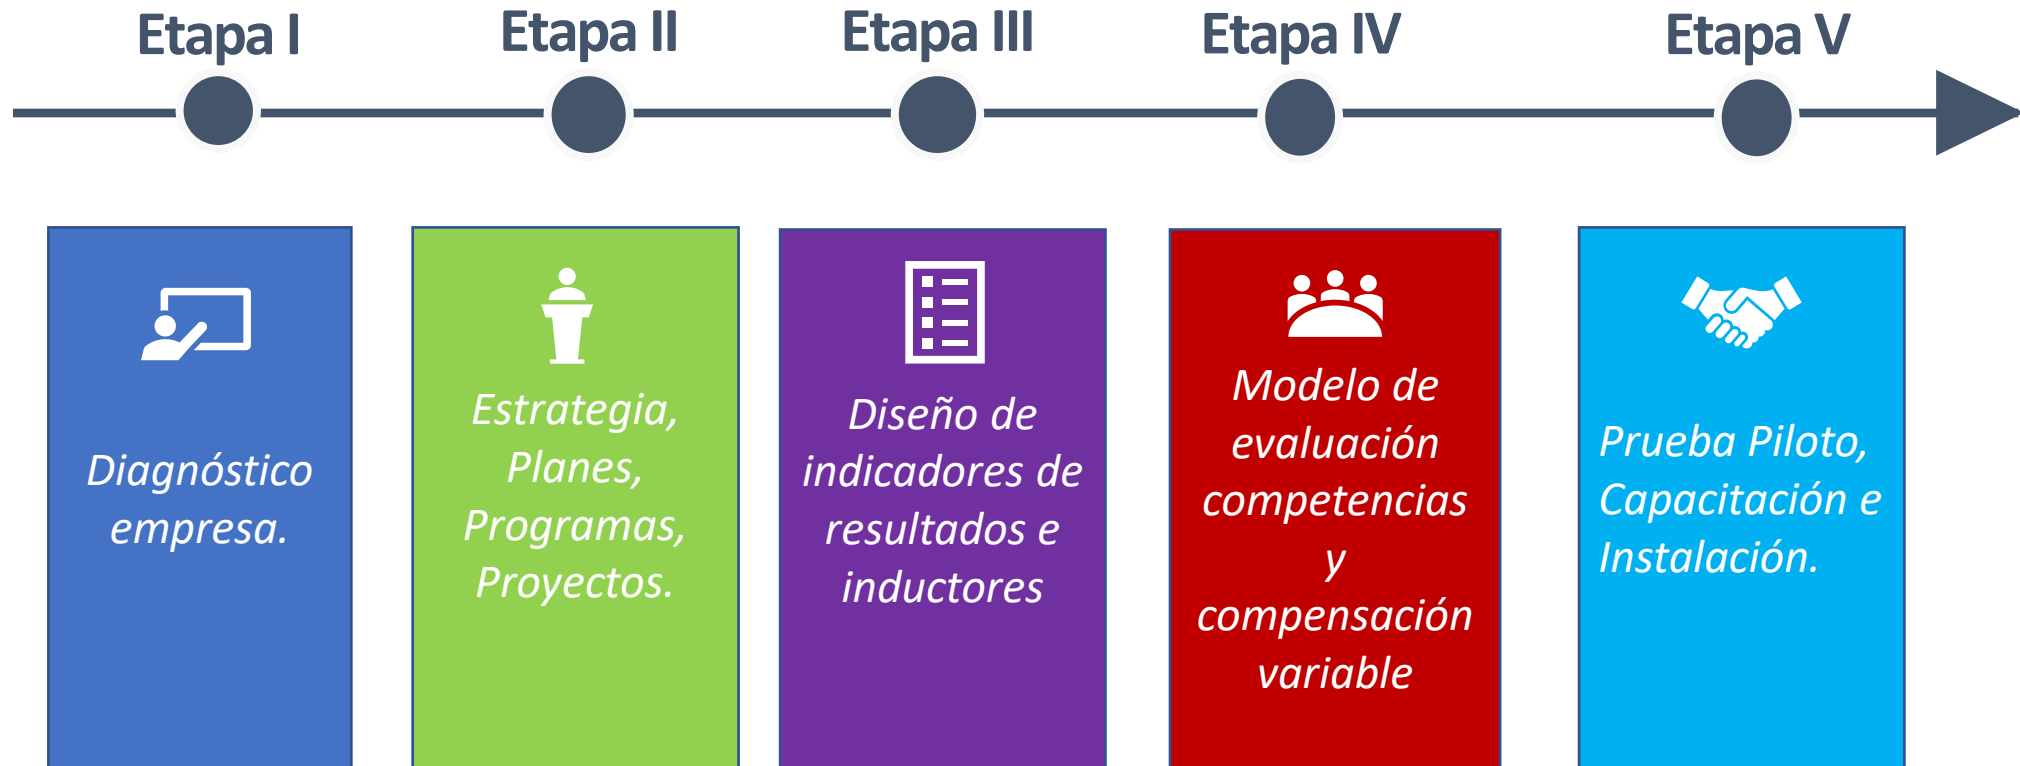 Etapa I
Etapa II
Etapa III
Etapa IV
Etapa V
Diagnóstico
empresa.
Estrategia,
Planes,
Programas,
Proyectos.
Diseño de
indicadores de
resultados e
inductores
Modelo de
evaluación
competencias
y
compensación
variable
Prueba Piloto,
Capacitación e
Instalación.